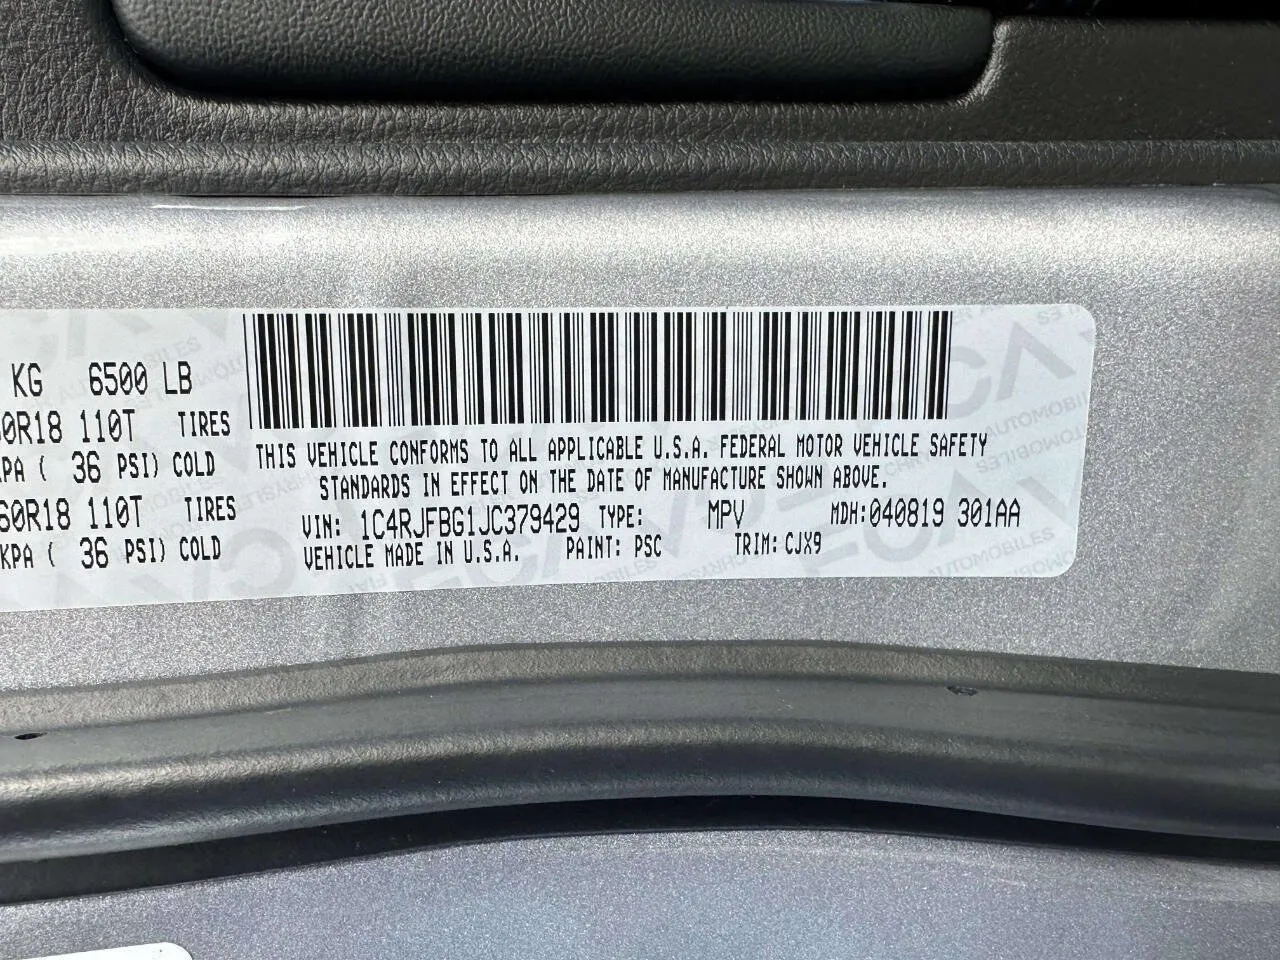 KG 6500 LB
60R18 110T TIRES
KPA ( 36 PSI) COLD
60R18 110T TIRES
KPA ( 36 PSI) COLD
THIS VEHICLE CONFORMS TO ALL APPLICABLE U.S.A. FEDERAL MOTOR VEHICLE SAFETY
STANDARDS IN EFFECT ON THE DATE OF MANUFACTURE SHOWN ABOVE.
VIN: 1C4RJFBG1JC379429 TYPE: MPV MDH:040819 301AA
VEHICLE MADE IN U.S.A. PAINT: PSC TRIM: CJX9